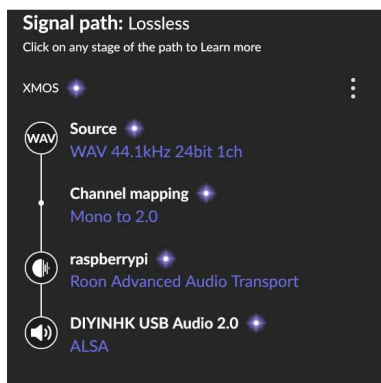 Signal path: Lossless
Click on any stage of the path to Learn more
XMOS
WAV
Source
WAV 44.1kHz 24bit 1ch
Channel mapping
Mono to 2.0
raspberrypi
Roon Advanced Audio Transport
DIYINHK USB Audio 2.0
ALSA